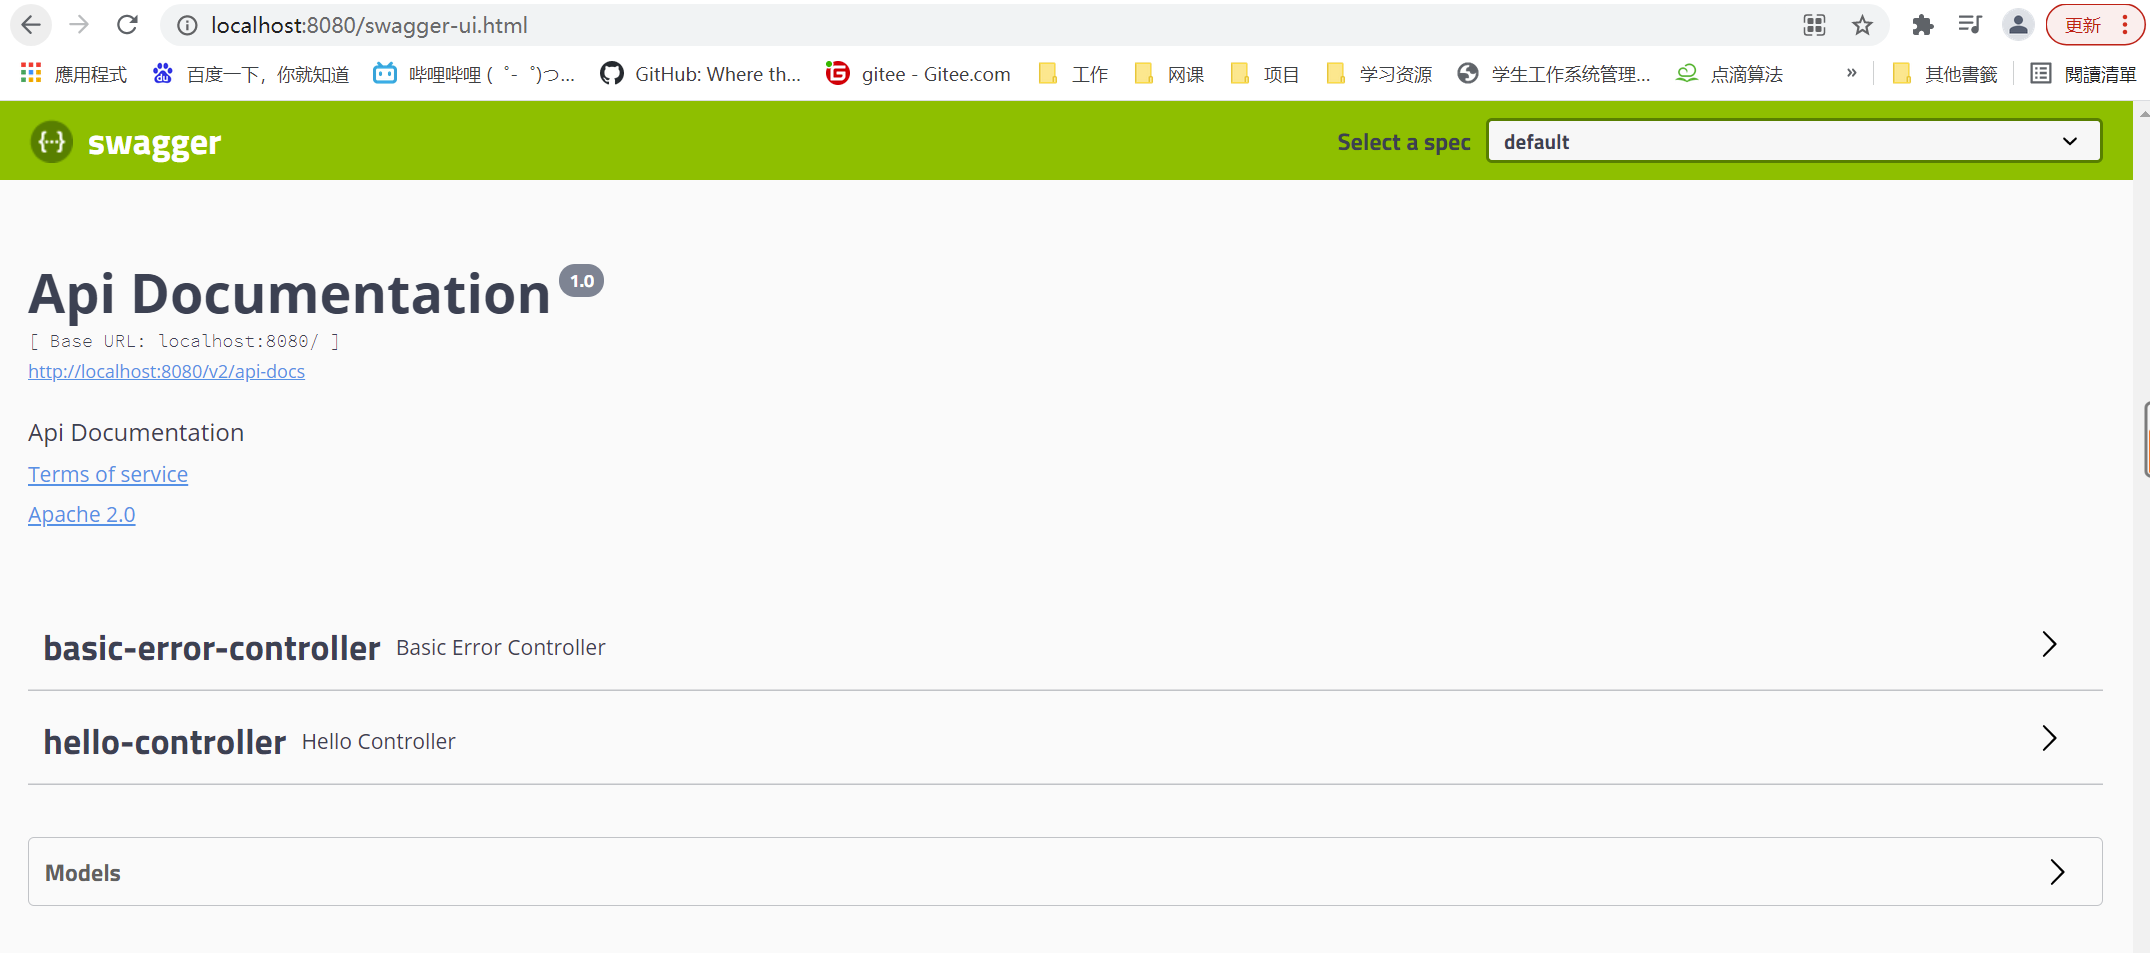 localhost:8080/swagger-ui.html 更新
應用程式 百度一下，你就知道 哔哩哔哩 ( ゜- ゜)つ... GitHub: Where th... gitee - Gitee.com 工作 网课 项目 学习资源 学生工作系统管理... 点滴算法 » 其他書籤 閱讀清單
{···} swagger Select a spec default
Api Documentation 1.0
[ Base URL: localhost:8080/ ]
http://localhost:8080/v2/api-docs
Api Documentation
Terms of service
Apache 2.0
basic-error-controller Basic Error Controller
hello-controller Hello Controller
Models